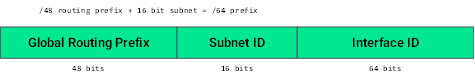 /48 routing prefix + 16 bit subnet = /64 prefix
Global Routing Prefix Subnet ID Interface ID
48 bits 16 bits 64 bits